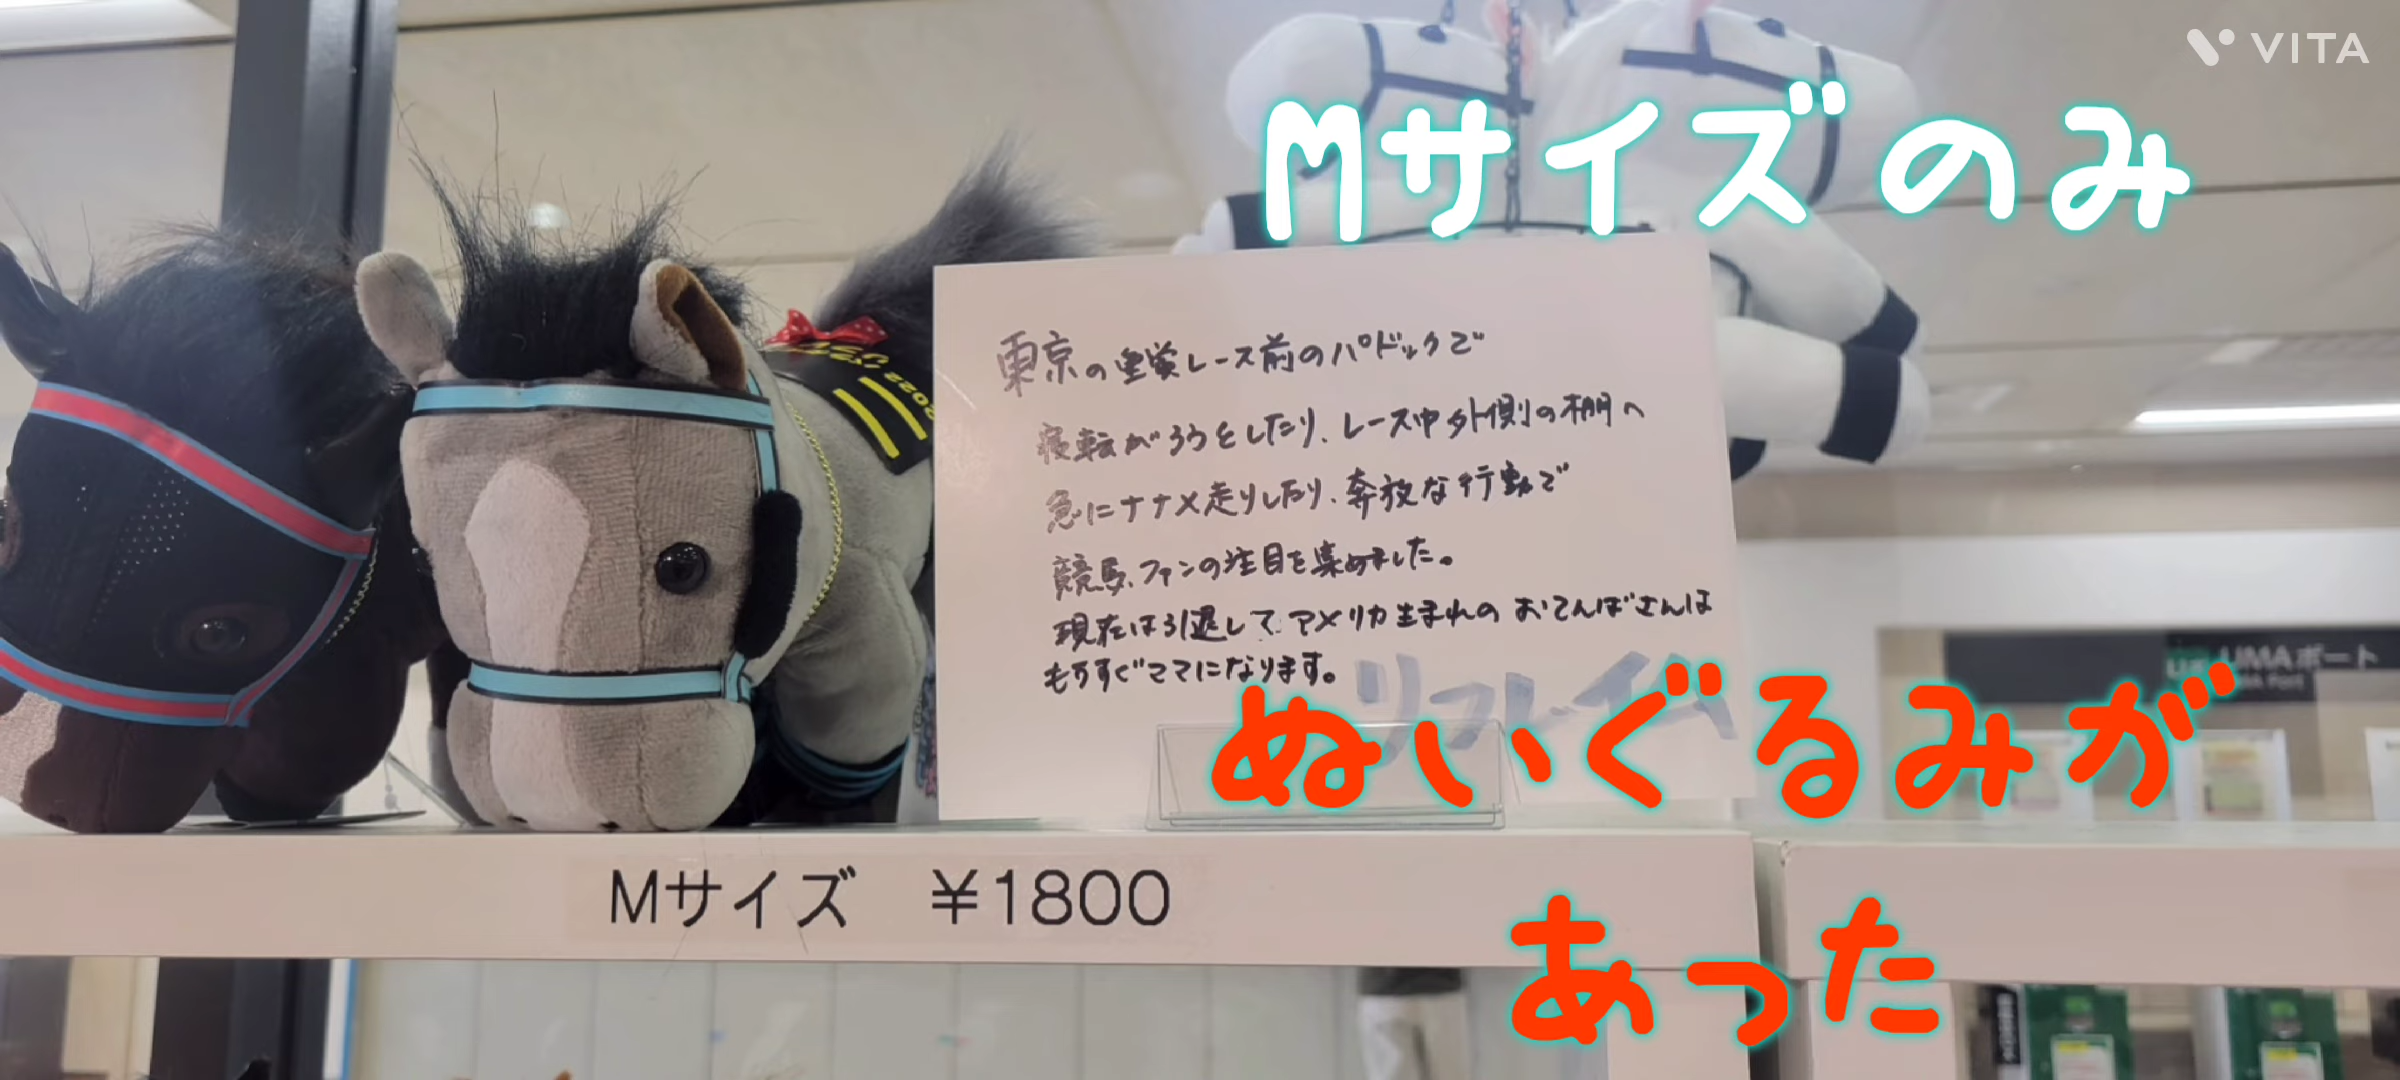 VITA
Mサイズのみ
東京の重賞レース前のパドックで
寝転がろうとしたり、レース中外側の柵へ
急にナナメ走りしたり、奔放な行動で
競馬ファンの注目を集めました。
現在は引退して アメリカ生まれの おてんばさんは
もうすぐママになります。
リフレイム
ぬいぐるみが
あった
2022
UMAポート
Mサイズ ¥1800